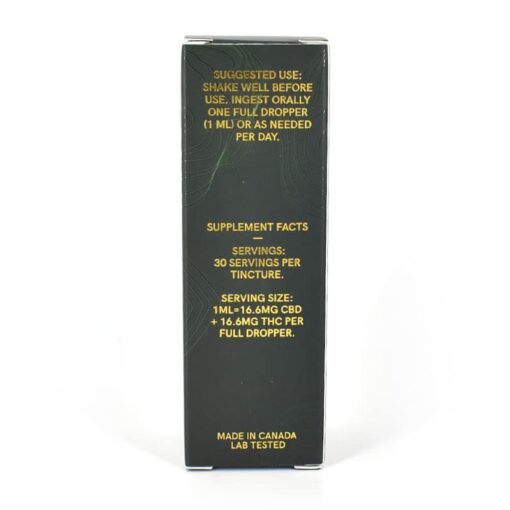 SUGGESTED USE:
SHAKE WELL BEFORE
USE, INGEST ORALLY
ONE FULL DROPPER
(1 ML) OR AS NEEDED
PER DAY.
SUPPLEMENT FACTS
—
SERVINGS:
30 SERVINGS PER
TINCTURE.
SERVING SIZE:
1ML=16.6MG CBD
+ 16.6MG THC PER
FULL DROPPER.
MADE IN CANADA
LAB TESTED